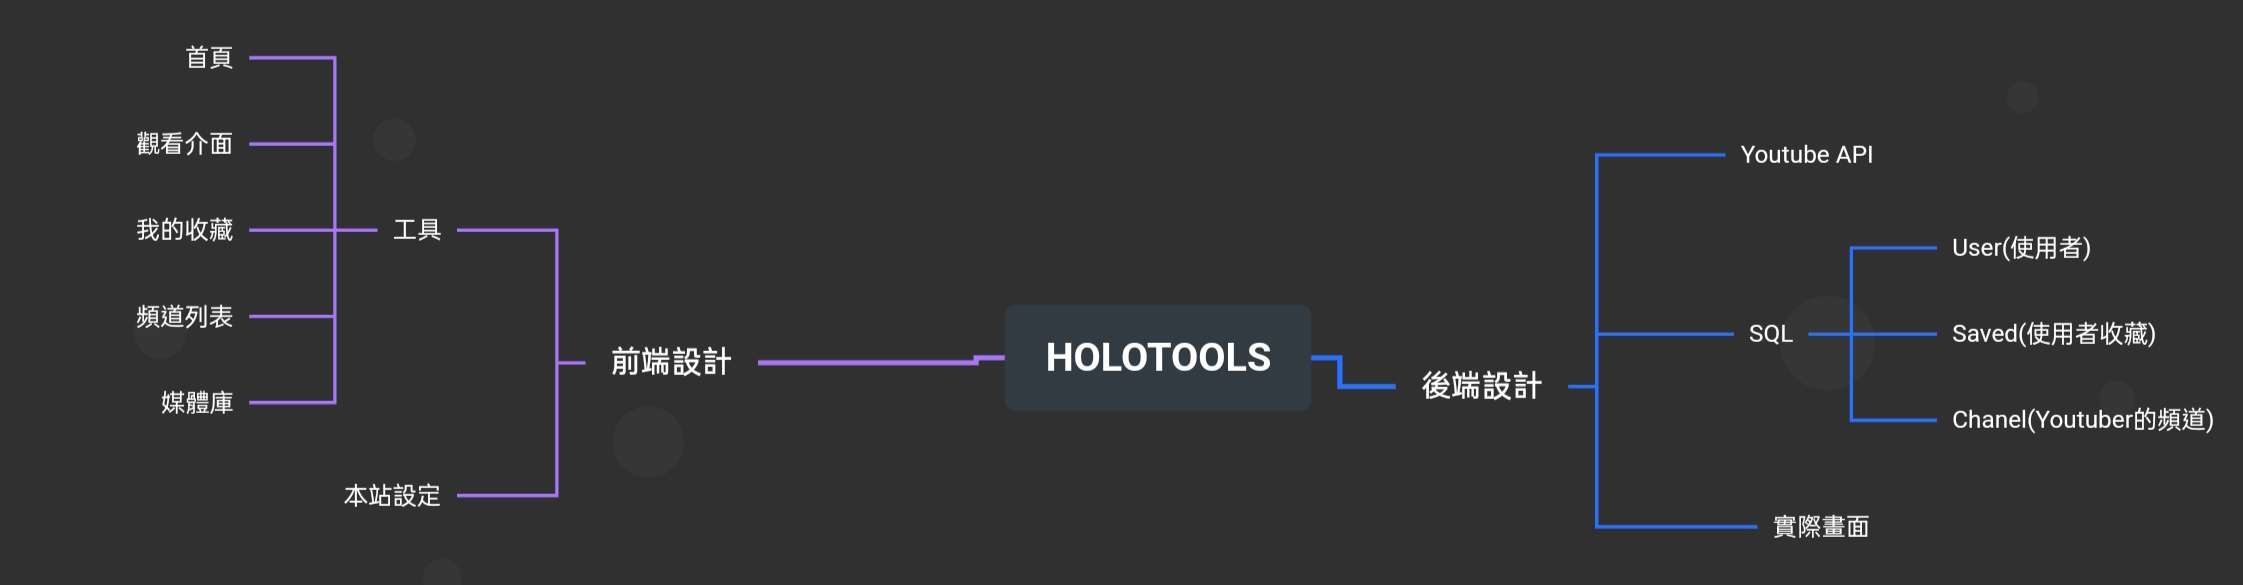 首頁
觀看介面
我的收藏
頻道列表
媒體庫
工具
本站設定
前端設計
HOLOTOOLS
後端設計
Youtube API
SQL
User(使用者)
Saved(使用者收藏)
Chanel(Youtuber的頻道)
實際畫面